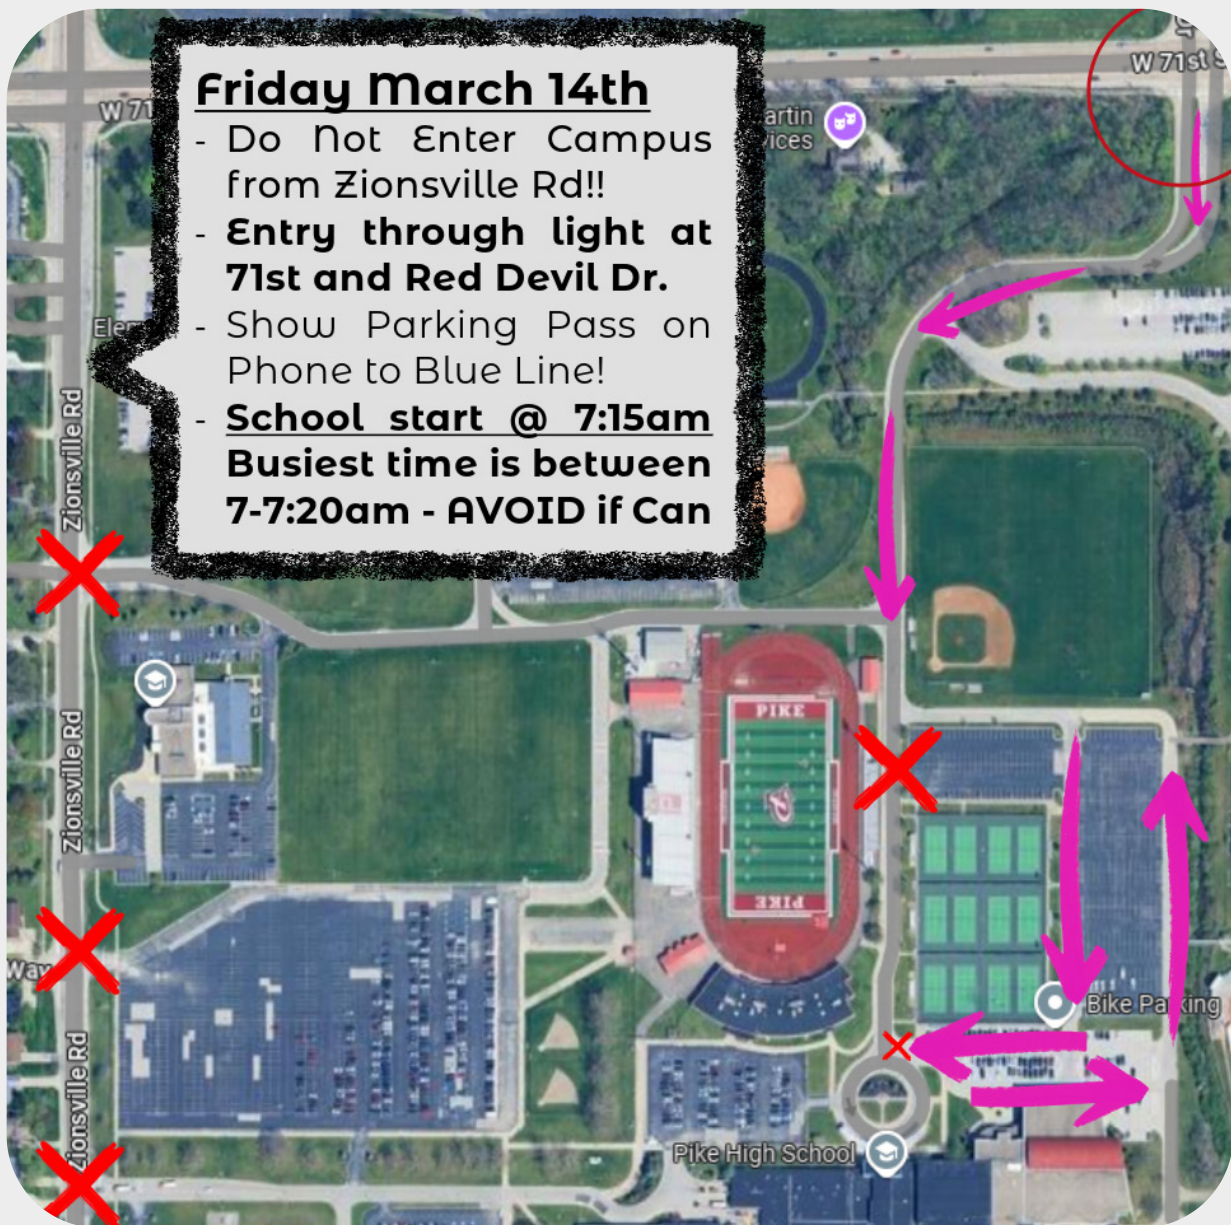 Friday March 14th
- Do Not Enter Campus
from Zionsville Rd!!
- Entry through light at
71st and Red Devil Dr.
- Show Parking Pass on
Phone to Blue Line!
- School start @ 7:15am
Busiest time is between
7-7:20am - AVOID if Can
W 71st S
W 71
Zionsville Rd
Zionsville Rd
Zionsville Rd
PIKE
PIKE
Bike Parking
Pike High School